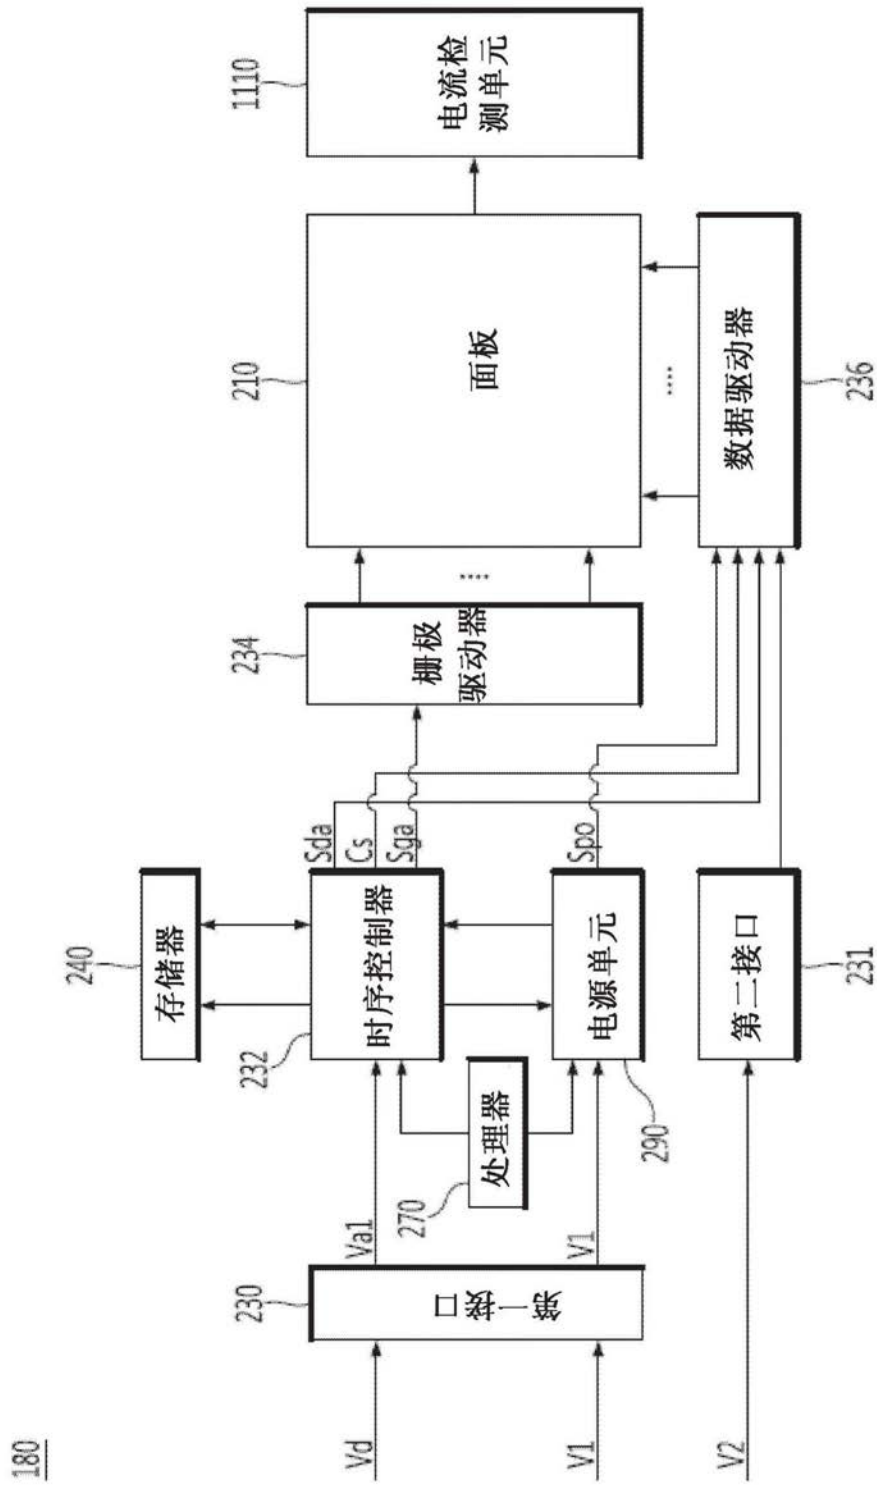 180
240
存储器
232
时序控制器
Sda
Cs
Sga
234
栅极
驱动器
210
面板
....
1110
电流检
测单元
Vd
V1
230
第一接口
Va1
V1
270
处理器
290
电源单元
Spo
....
数据驱动器
236
V2
第二接口
231